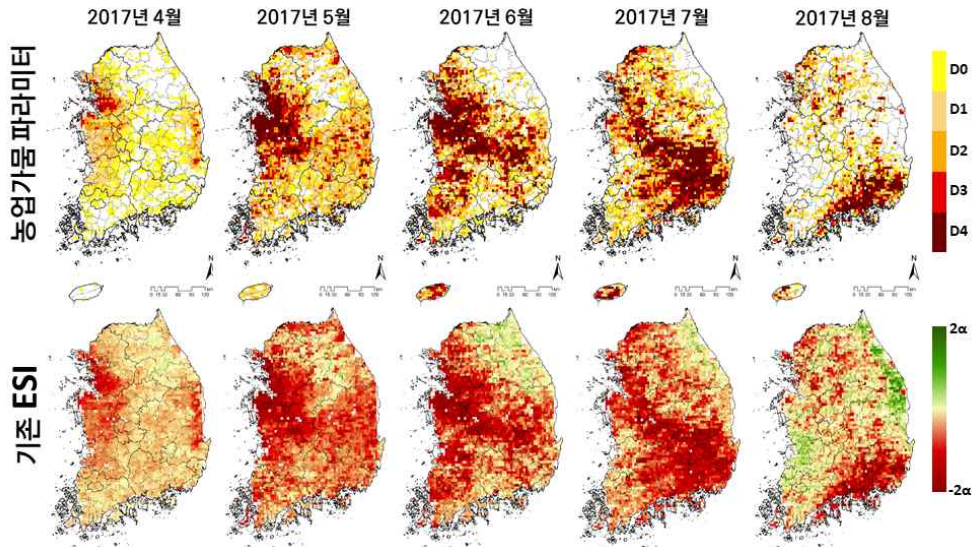 2017년 4월
2017년 5월
2017년 6월
2017년 7월
2017년 8월
농업가뭄 파라미터
D0
D1
D2
D3
D4
N
N
N
N
기존 ESI
2α
-2α